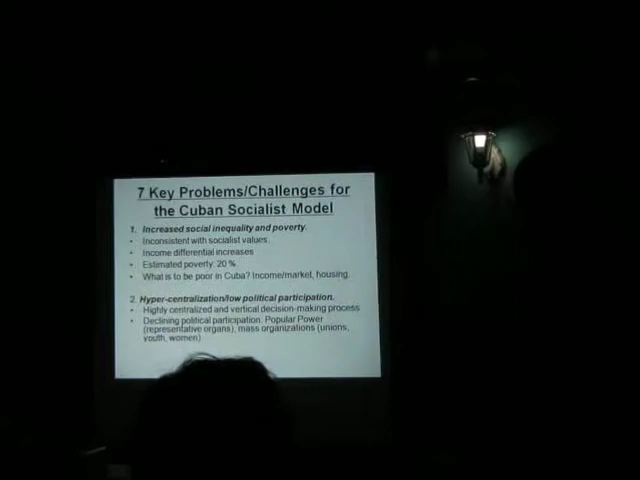 7 Key Problems/Challenges for
the Cuban Socialist Model
1. Increased social inequality and poverty.
• Inconsistent with socialist values.
• Income differential increases
• Estimated poverty: 20 %
• What is to be poor in Cuba? Income/market, housing.
2. Hyper-centralization/low political participation.
• Highly centralized and vertical decision-making process
• Declining political participation. Popular Power
(representative organs), mass organizations (unions,
youth, women)